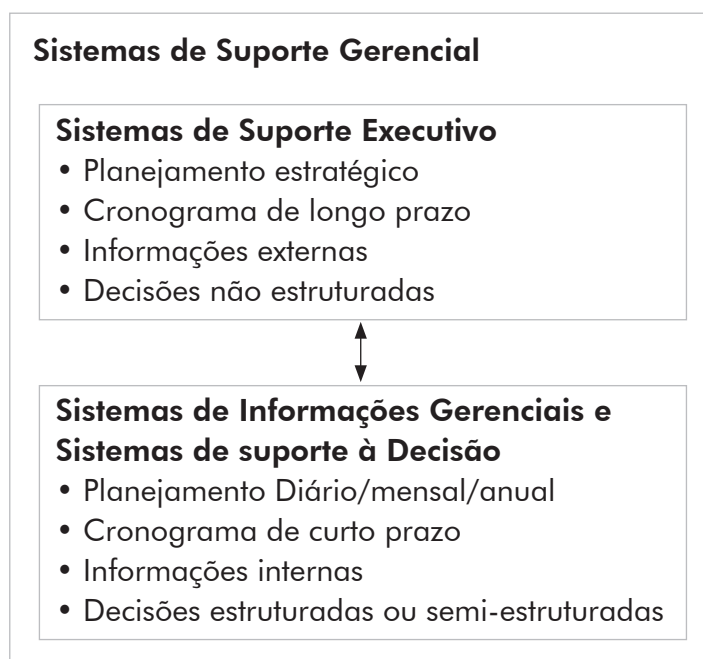 Sistemas de Suporte Gerencial
Sistemas de Suporte Executivo
• Planejamento estratégico
• Cronograma de longo prazo
• Informações externas
• Decisões não estruturadas
Sistemas de Informações Gerenciais e
Sistemas de suporte à Decisão
• Planejamento Diário/mensal/anual
• Cronograma de curto prazo
• Informações internas
• Decisões estruturadas ou semi-estruturadas